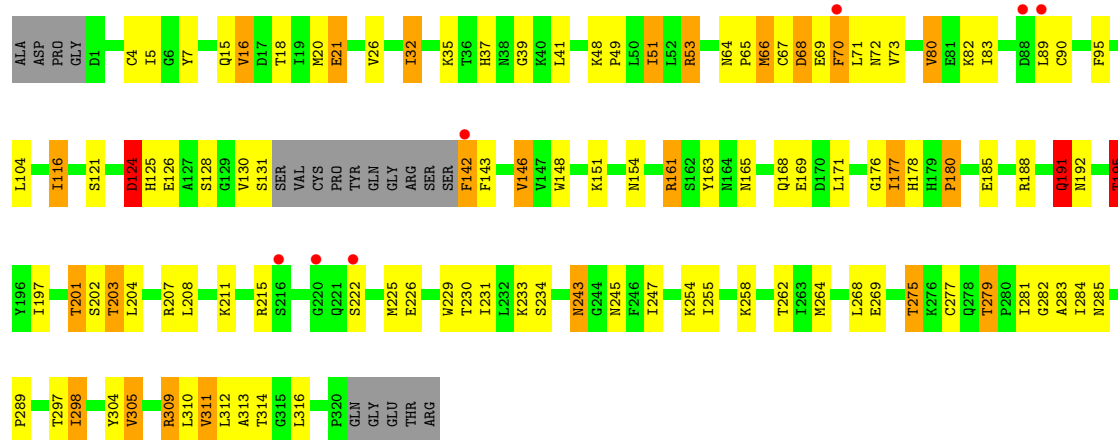 ALA ASP PRO GLY D1 C4 I5 G6 Y7 Q15 V16 D17 T18 I19 M20 E21 V26 I32 K35 T36 H37 N38 G39 K40 L41 K48 P49 L50 I51 L52 R53 N64 P65 M66 C67 D68 E69 F70 L71 N72 V73 V80 E81 K82 I83 D88 L89 C90 F95
L104 I116 S121 D124 H125 E126 A127 S128 G129 V130 S131 SER VAL CYS PRO TYR GLN GLY ARG SER SER F142 F143 V146 V147 W148 K151 N154 R161 S162 Y163 N164 N165 Q168 E169 D170 L171 G176 I177 H178 H179 P180 E185 R188 Q191 N192 T195
Y196 I197 T201 S202 T203 L204 R207 L208 K211 R215 S216 G220 Q221 S222 M225 E226 W229 T230 I231 L232 K233 S234 N243 G244 N245 F246 I247 K254 I255 K258 T262 I263 M264 L268 E269 T275 K276 C277 Q278 T279 P280 I281 G282 A283 I284 N285
P289 T297 I298 Y304 V305 R309 L310 V311 L312 A313 T314 G315 L316 P320 GLN GLY GLU THR ARG